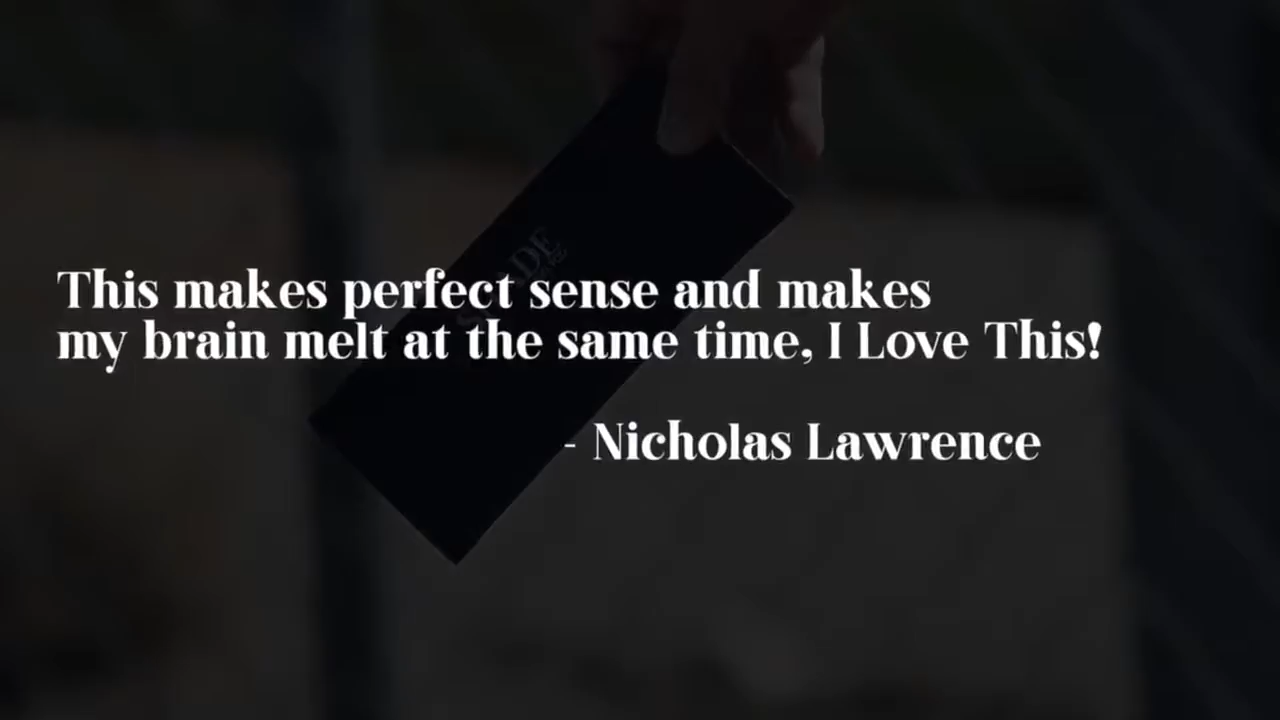 This makes perfect sense and makes
my brain melt at the same time, I Love This!
- Nicholas Lawrence